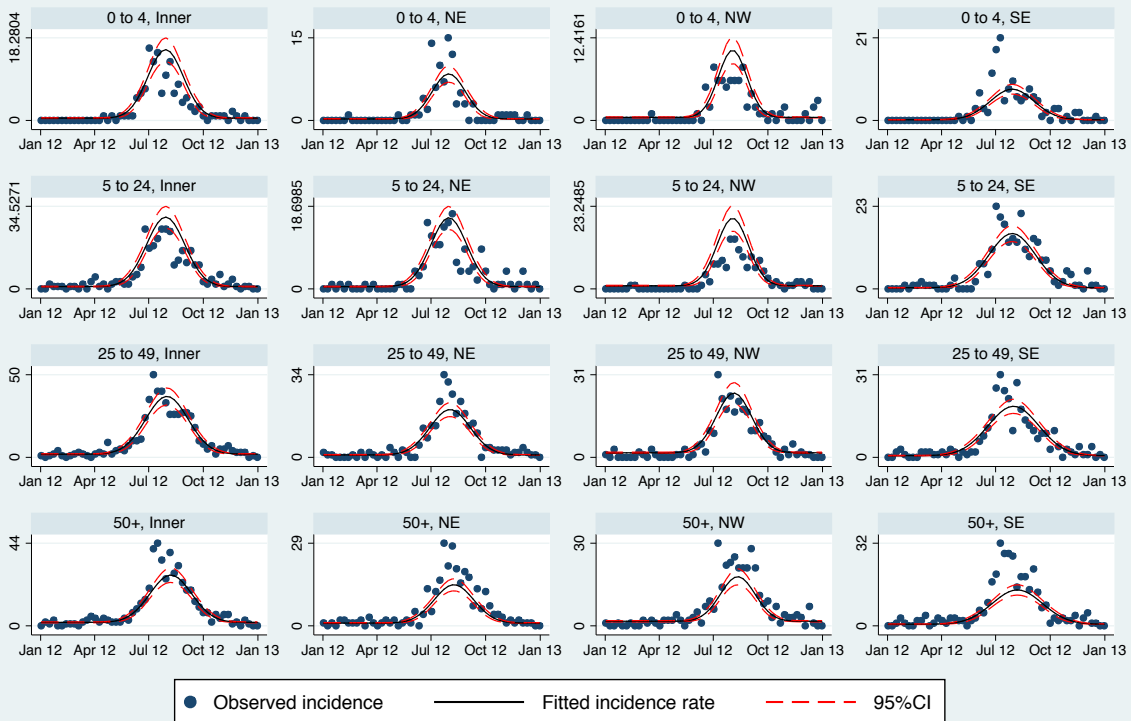 0 to 4, Inner
18.2804
0
Jan 12 Apr 12 Jul 12 Oct 12 Jan 13
0 to 4, NE
15
0
Jan 12 Apr 12 Jul 12 Oct 12 Jan 13
0 to 4, NW
12.4161
0
Jan 12 Apr 12 Jul 12 Oct 12 Jan 13
0 to 4, SE
21
0
Jan 12 Apr 12 Jul 12 Oct 12 Jan 13
5 to 24, Inner
34.5271
0
Jan 12 Apr 12 Jul 12 Oct 12 Jan 13
5 to 24, NE
18.6985
0
Jan 12 Apr 12 Jul 12 Oct 12 Jan 13
5 to 24, NW
23.2485
0
Jan 12 Apr 12 Jul 12 Oct 12 Jan 13
5 to 24, SE
23
0
Jan 12 Apr 12 Jul 12 Oct 12 Jan 13
25 to 49, Inner
50
0
Jan 12 Apr 12 Jul 12 Oct 12 Jan 13
25 to 49, NE
34
0
Jan 12 Apr 12 Jul 12 Oct 12 Jan 13
25 to 49, NW
31
0
Jan 12 Apr 12 Jul 12 Oct 12 Jan 13
25 to 49, SE
31
0
Jan 12 Apr 12 Jul 12 Oct 12 Jan 13
50+, Inner
44
0
Jan 12 Apr 12 Jul 12 Oct 12 Jan 13
50+, NE
29
0
Jan 12 Apr 12 Jul 12 Oct 12 Jan 13
50+, NW
30
0
Jan 12 Apr 12 Jul 12 Oct 12 Jan 13
50+, SE
32
0
Jan 12 Apr 12 Jul 12 Oct 12 Jan 13
Observed incidence Fitted incidence rate 95%CI